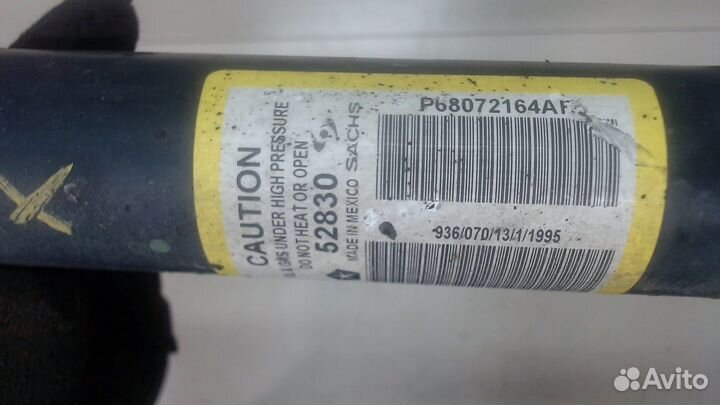 CAUTION
GAS UNDER HIGH PRESSURE
DO NOT HEAT OR OPEN
52830
MADE IN MEXICO SACHS
P68072164AF
936/070/13/1/1995
Avito